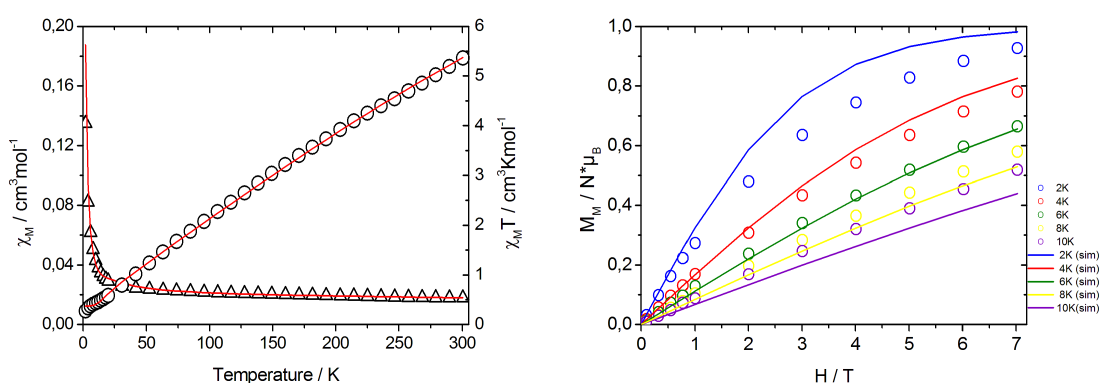 0,20
0,16
0,12
0,08
0,04
0,00
χM / cm³mol⁻¹
0 50 100 150 200 250 300
Temperature / K
6
5
4
3
2
1
0
χMT / cm³Kmol⁻¹
1,0
0,8
0,6
0,4
0,2
0,0
MM / N*μB
0 1 2 3 4 5 6 7
H / T
2K
4K
6K
8K
10K
2K (sim)
4K (sim)
6K (sim)
8K (sim)
10K(sim)